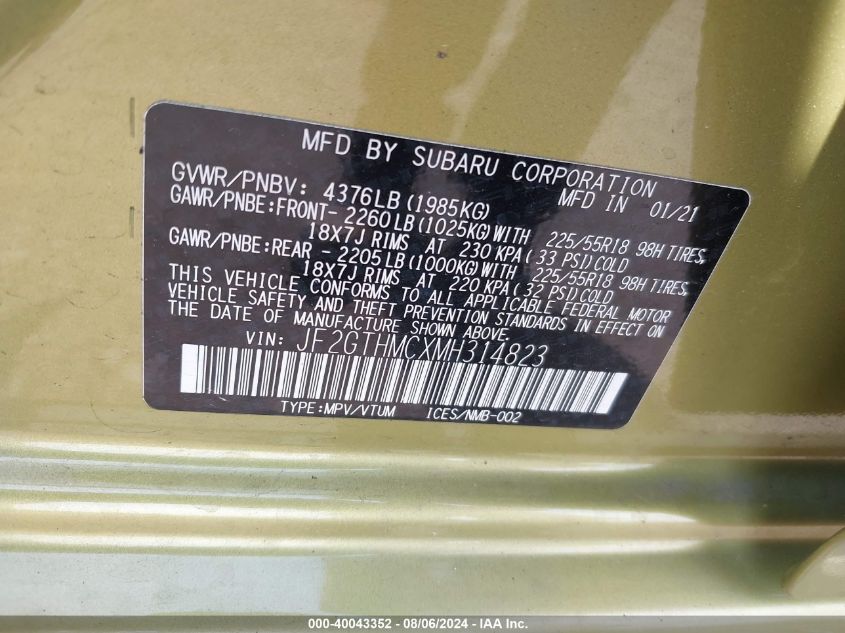 MFD BY SUBARU CORPORATION
GVWR/PNBV: 4376LB(1985KG) MFD IN 01/21
GAWR/PNBE:FRONT- 2260LB(1025KG)WITH 225/55R18 98H TIRES,
18X7J RIMS AT 230 KPA(33 PSI)COLD
GAWR/PNBE:REAR - 2205LB(1000KG)WITH 225/55R18 98H TIRES,
18X7J RIMS AT 220 KPA(32 PSI)COLD
THIS VEHICLE CONFORMS TO ALL APPLICABLE FEDERAL MOTOR
VEHICLE SAFETY AND THEFT PREVENTION STANDARDS IN EFFECT ON
THE DATE OF MANUFACTURE SHOWN ABOVE.
VIN: JF2GTHMCXMH314823
TYPE:MPV/VTUM ICES/NMB-002
000-40043352 - 08/06/2024 - IAA Inc.